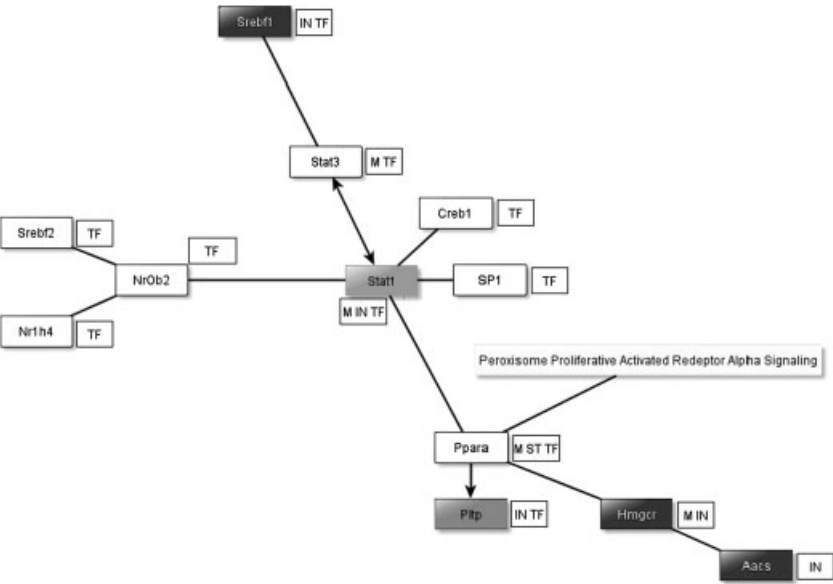 Srebf1 IN TF
Stat3 M TF
Creb1 TF
Srebf2 TF
TF
Nr0b2
Stat1
SP1 TF
M IN TF
Nr1h4 TF
Peroxisome Proliferative Activated Redeptor Alpha Signaling
Ppara M ST TF
Pltp IN TF
Hmgcr M IN
Aacs IN